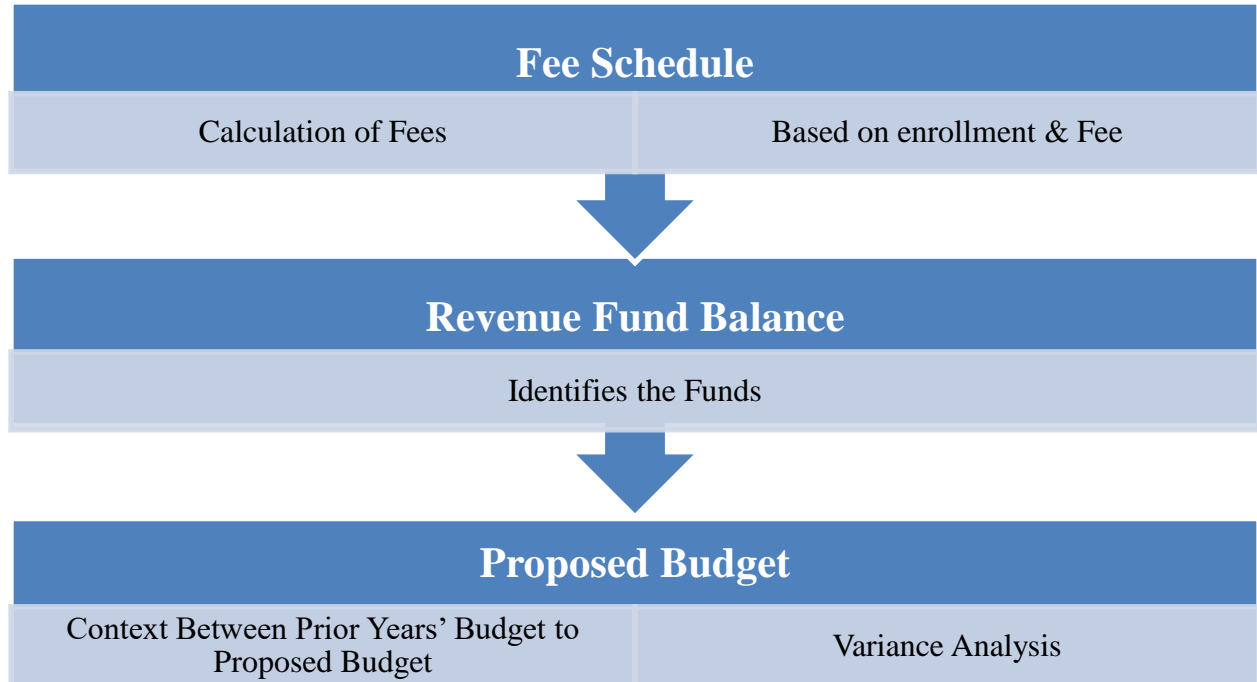 Fee Schedule
Calculation of Fees
Based on enrollment & Fee
Revenue Fund Balance
Identifies the Funds
Proposed Budget
Context Between Prior Years’ Budget to
Proposed Budget
Variance Analysis